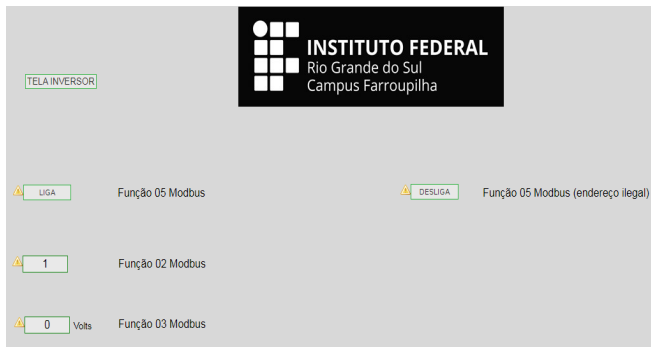 INSTITUTO FEDERAL
Rio Grande do Sul
Campus Farroupilha
TELA INVERSOR
LIGA Função 05 Modbus
DESLIGA Função 05 Modbus (endereço ilegal)
1 Função 02 Modbus
0 Volts Função 03 Modbus